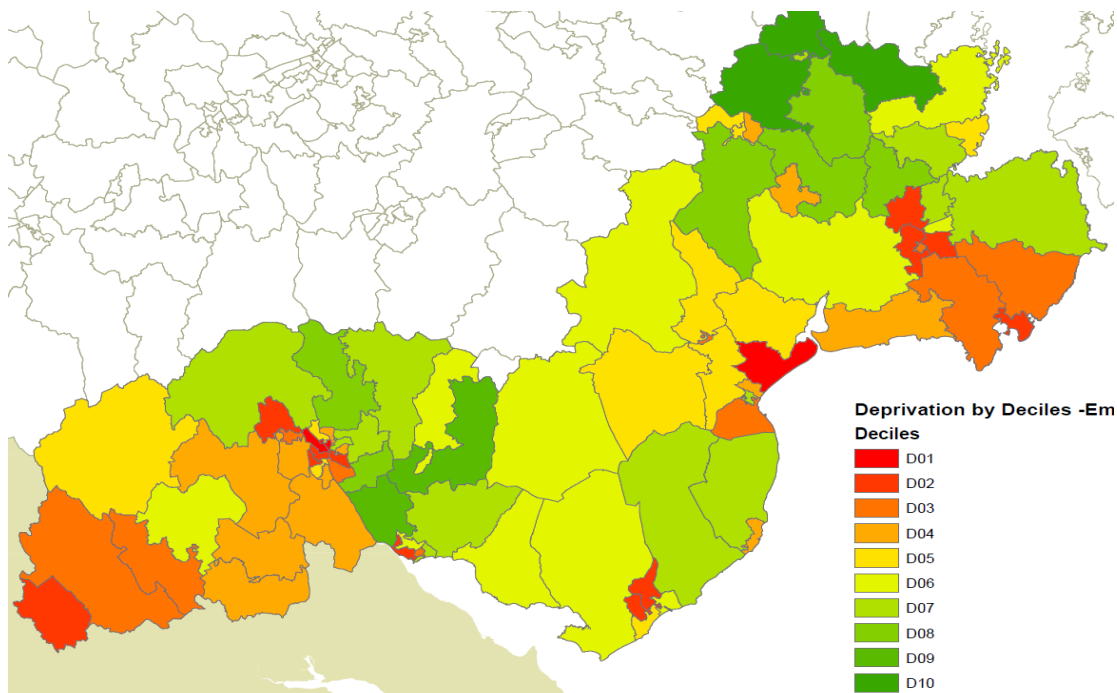 Deprivation by Deciles -Em
Deciles
D01
D02
D03
D04
D05
D06
D07
D08
D09
D10